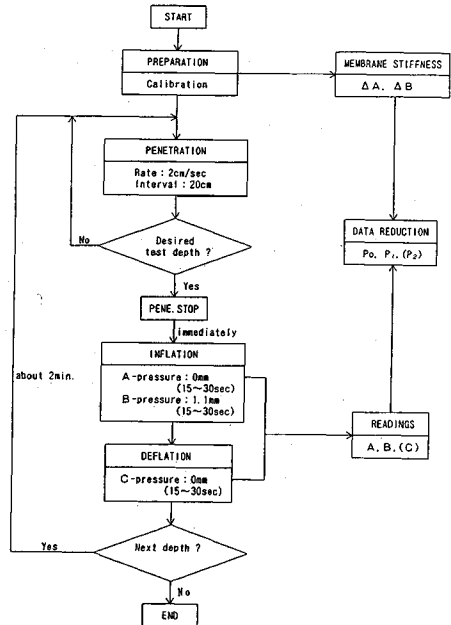 START
PREPARATION
Calibration
MEMBRANE STIFFNESS
ΔA, ΔB
PENETRATION
Rate : 2cm/sec
Interval : 20cm
No
Desired
test depth ?
DATA REDUCTION
P₀, P₁, (P₂)
Yes
PENE. STOP
immediately
INFLATION
about 2min.
A-pressure : 0mm
(15~30sec)
B-pressure : 1.1mm
(15~30sec)
READINGS
A, B, (C)
DEFLATION
C-pressure : 0mm
(15~30sec)
Yes
Next depth ?
No
END